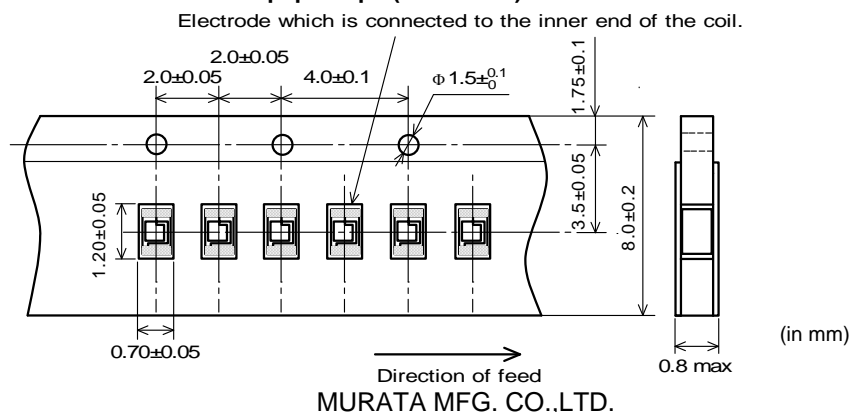 Electrode which is connected to the inner end of the coil.
2.0±0.05
2.0±0.05
4.0±0.1
Φ1.5±0.1 0
1.75±0.1
3.5±0.05
8.0±0.2
1.20±0.05
0.70±0.05
Direction of feed
0.8 max
(in mm)
MURATA MFG. CO.,LTD.